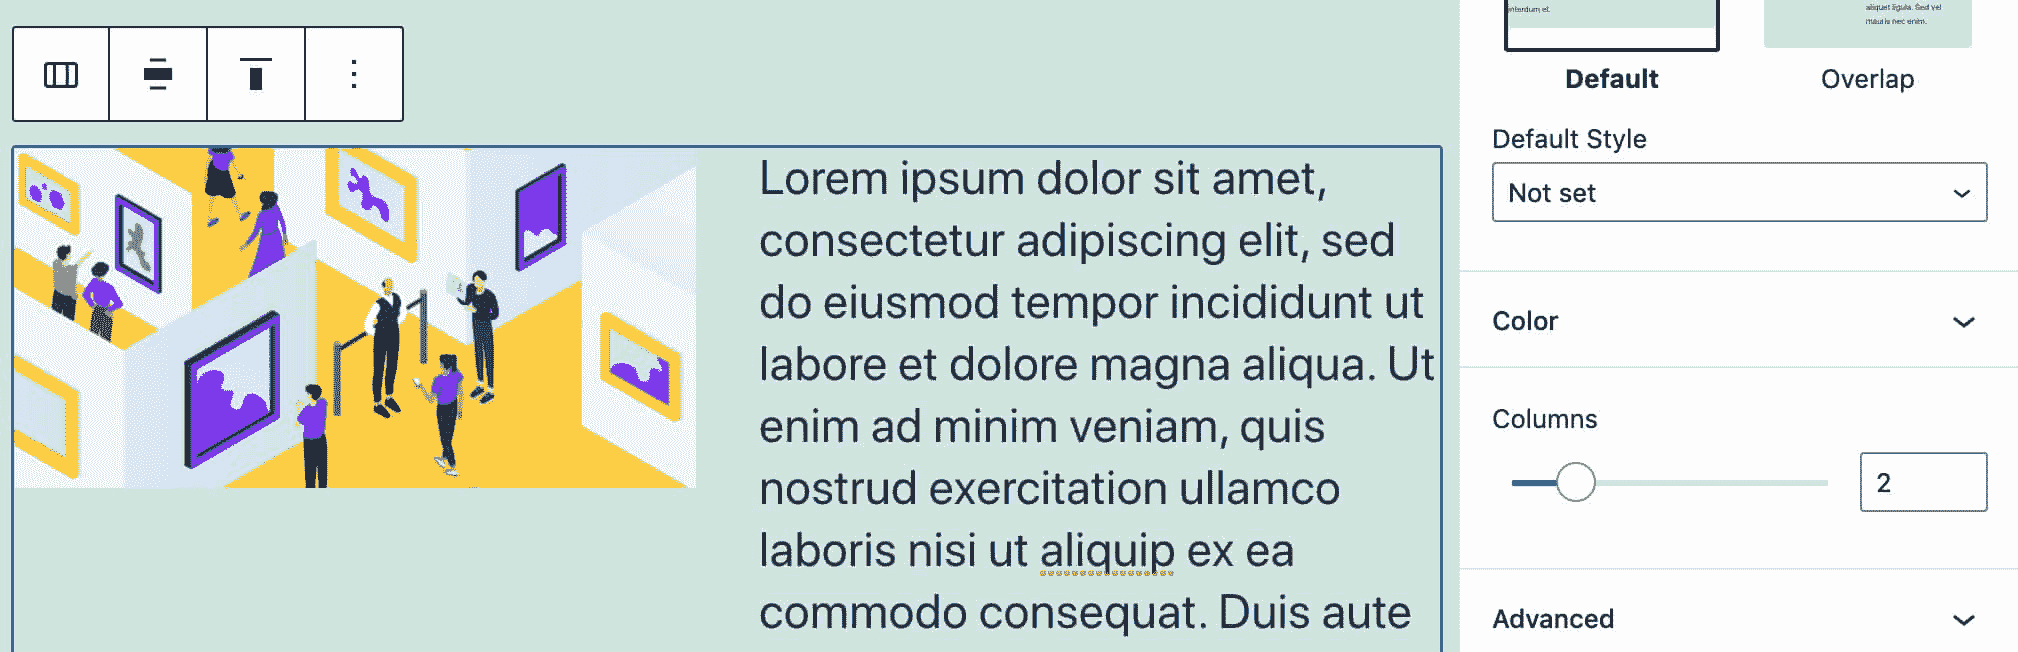 Lorem ipsum dolor sit amet,
consectetur adipiscing elit, sed
do eiusmod tempor incididunt ut
labore et dolore magna aliqua. Ut
enim ad minim veniam, quis
nostrud exercitation ullamco
laboris nisi ut aliquip ex ea
commodo consequat. Duis aute
interdum et.
aliquet ligula. Sed vel
mauris nec enim.
Default
Overlap
Default Style
Not set
Color
Columns
2
Advanced